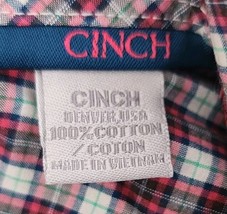 CINCH
CINCH
DENVER, USA
100% COTTON
/ COTON
MADE IN VIETNAM